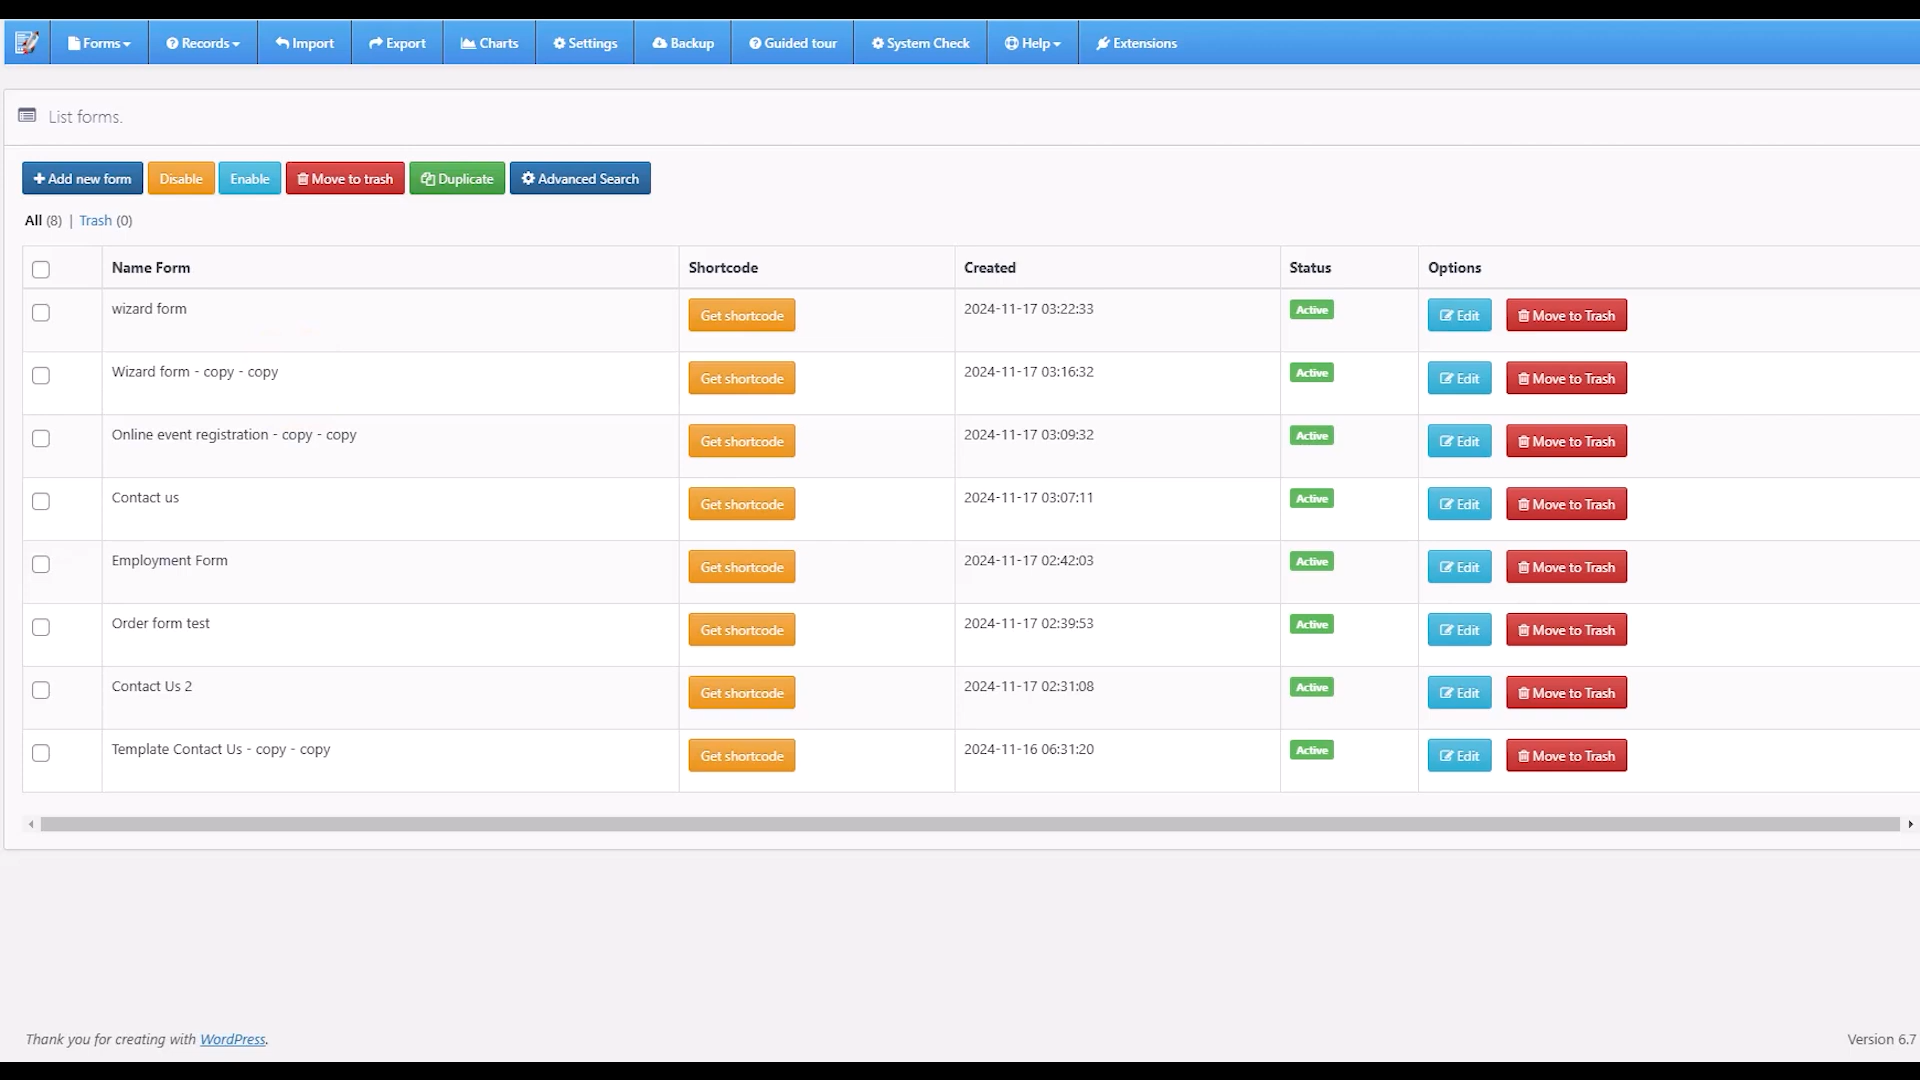 Forms Records Import Export Charts Settings Backup Guided tour System Check Help Extensions
List forms.
Add new form Disable Enable Move to trash Duplicate Advanced Search
All (8) | Trash (0)
Name Form Shortcode Created Status Options
wizard form Get shortcode 2024-11-17 03:22:33 Active Edit Move to Trash
Wizard form - copy - copy Get shortcode 2024-11-17 03:16:32 Active Edit Move to Trash
Online event registration - copy - copy Get shortcode 2024-11-17 03:09:32 Active Edit Move to Trash
Contact us Get shortcode 2024-11-17 03:07:11 Active Edit Move to Trash
Employment Form Get shortcode 2024-11-17 02:42:03 Active Edit Move to Trash
Order form test Get shortcode 2024-11-17 02:39:53 Active Edit Move to Trash
Contact Us 2 Get shortcode 2024-11-17 02:31:08 Active Edit Move to Trash
Template Contact Us - copy - copy Get shortcode 2024-11-16 06:31:20 Active Edit Move to Trash
Thank you for creating with WordPress. Version 6.7